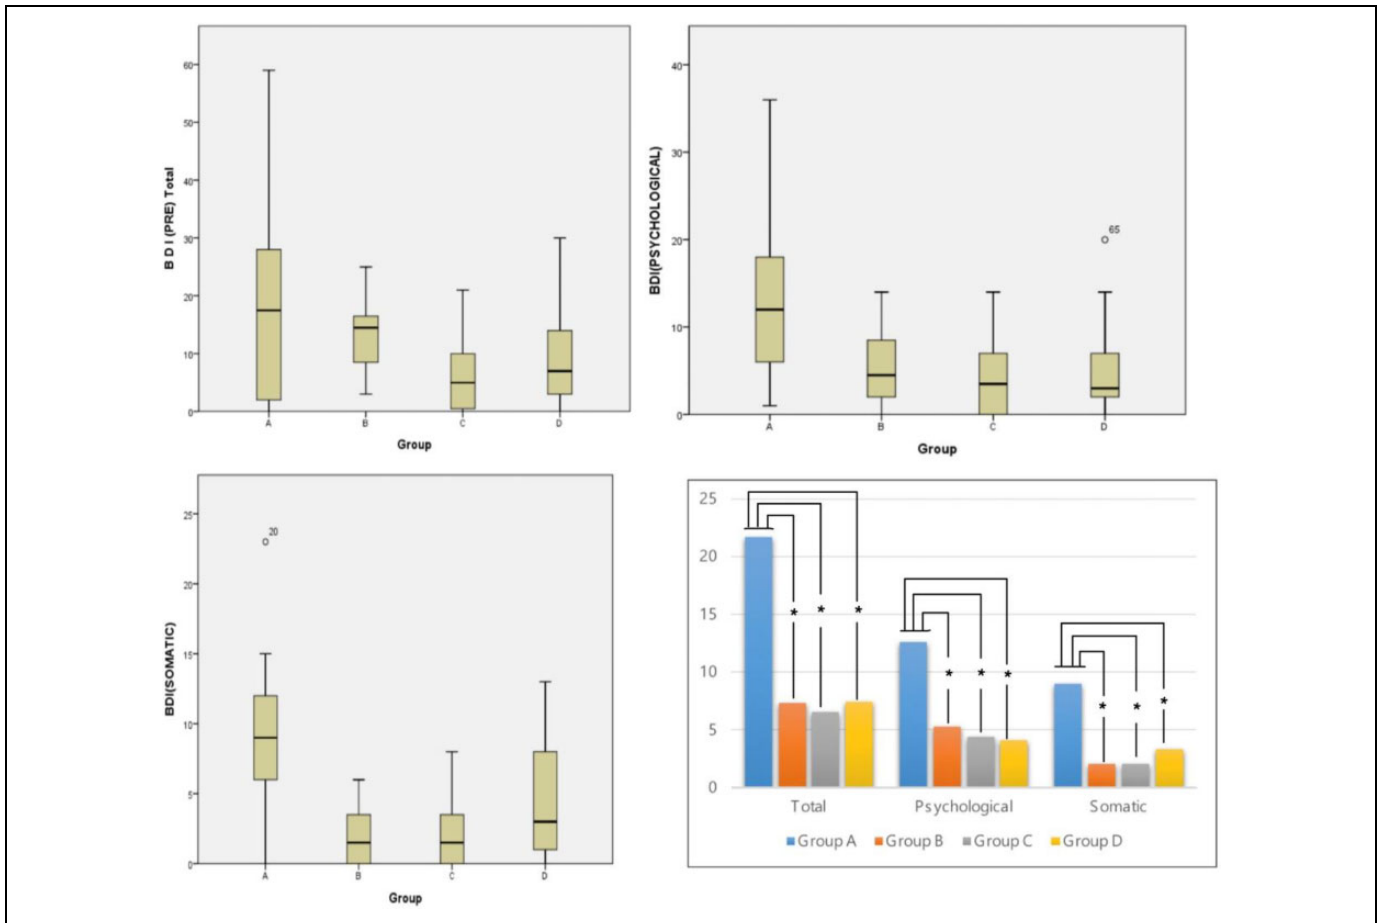 B D I (PRE) Total
60
50
40
30
20
10
0
A B C D
Group
BDI(PSYCHOLOGICAL)
40
30
20
10
0
65
A B C D
Group
BDI(SOMATIC)
25
20
15
10
5
0
20
A B C D
Group
25
20
15
10
5
0
* * *
* * *
* * *
Total Psychological Somatic
Group A Group B Group C Group D